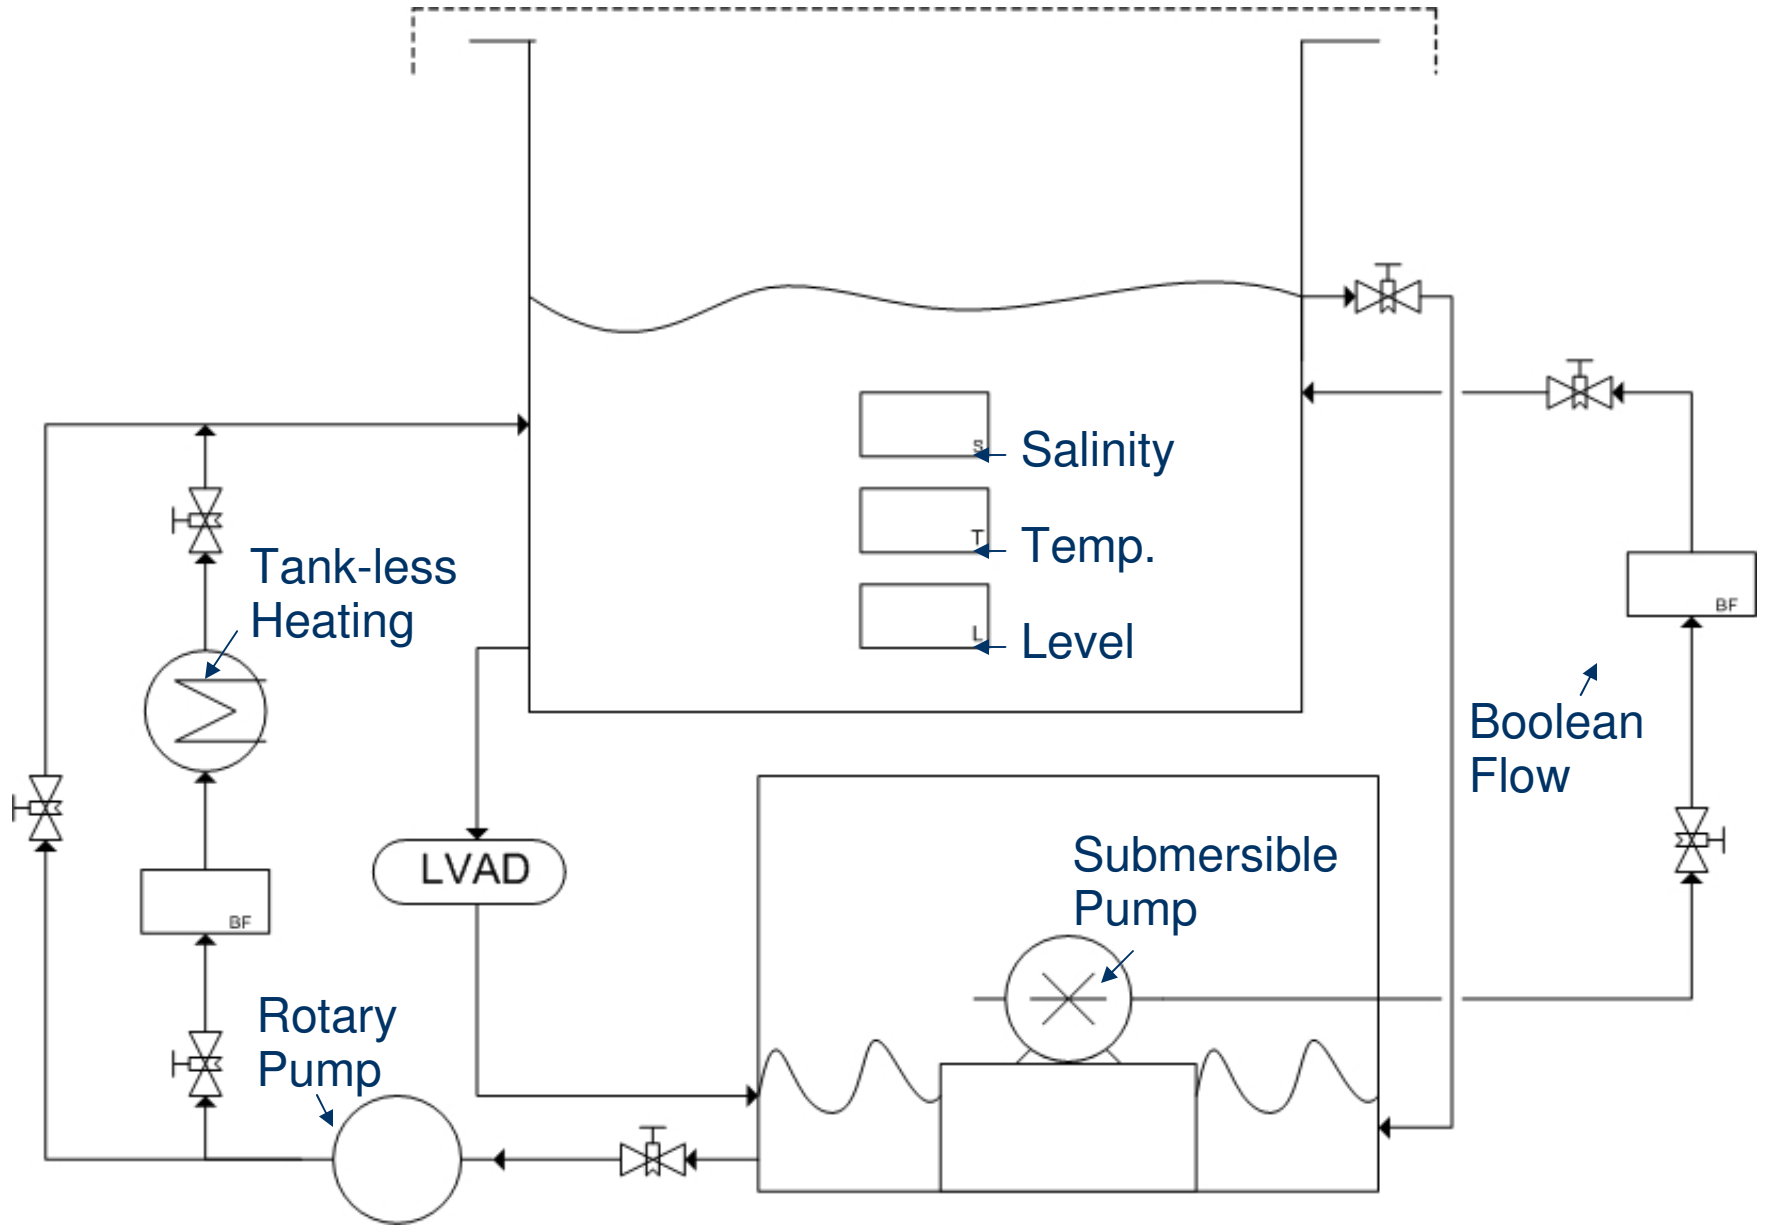 S
Salinity
T
Temp.
L
Level
Tank-less
Heating
BF
Boolean
Flow
LVAD
Submersible
Pump
BF
Rotary
Pump